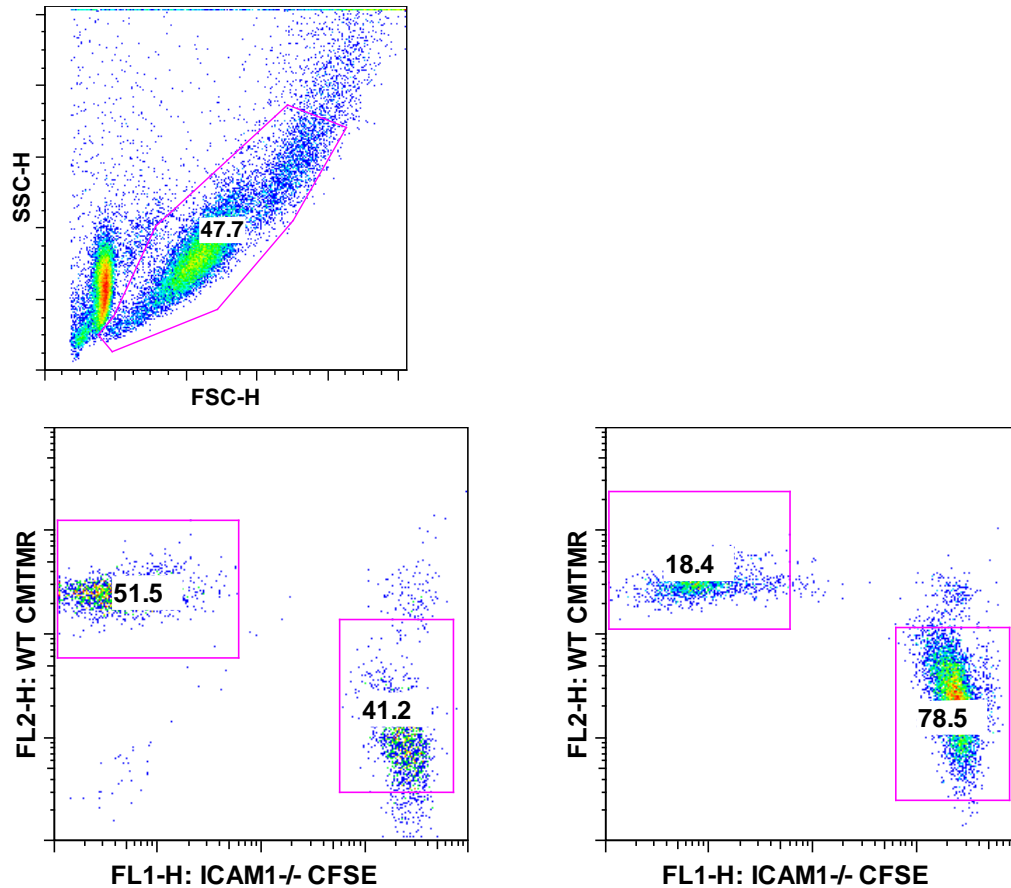 SSC-H
47.7
FSC-H
FL2-H: WT CMTMR
51.5
41.2
FL1-H: ICAM1-/- CFSE
FL2-H: WT CMTMR
18.4
78.5
FL1-H: ICAM1-/- CFSE